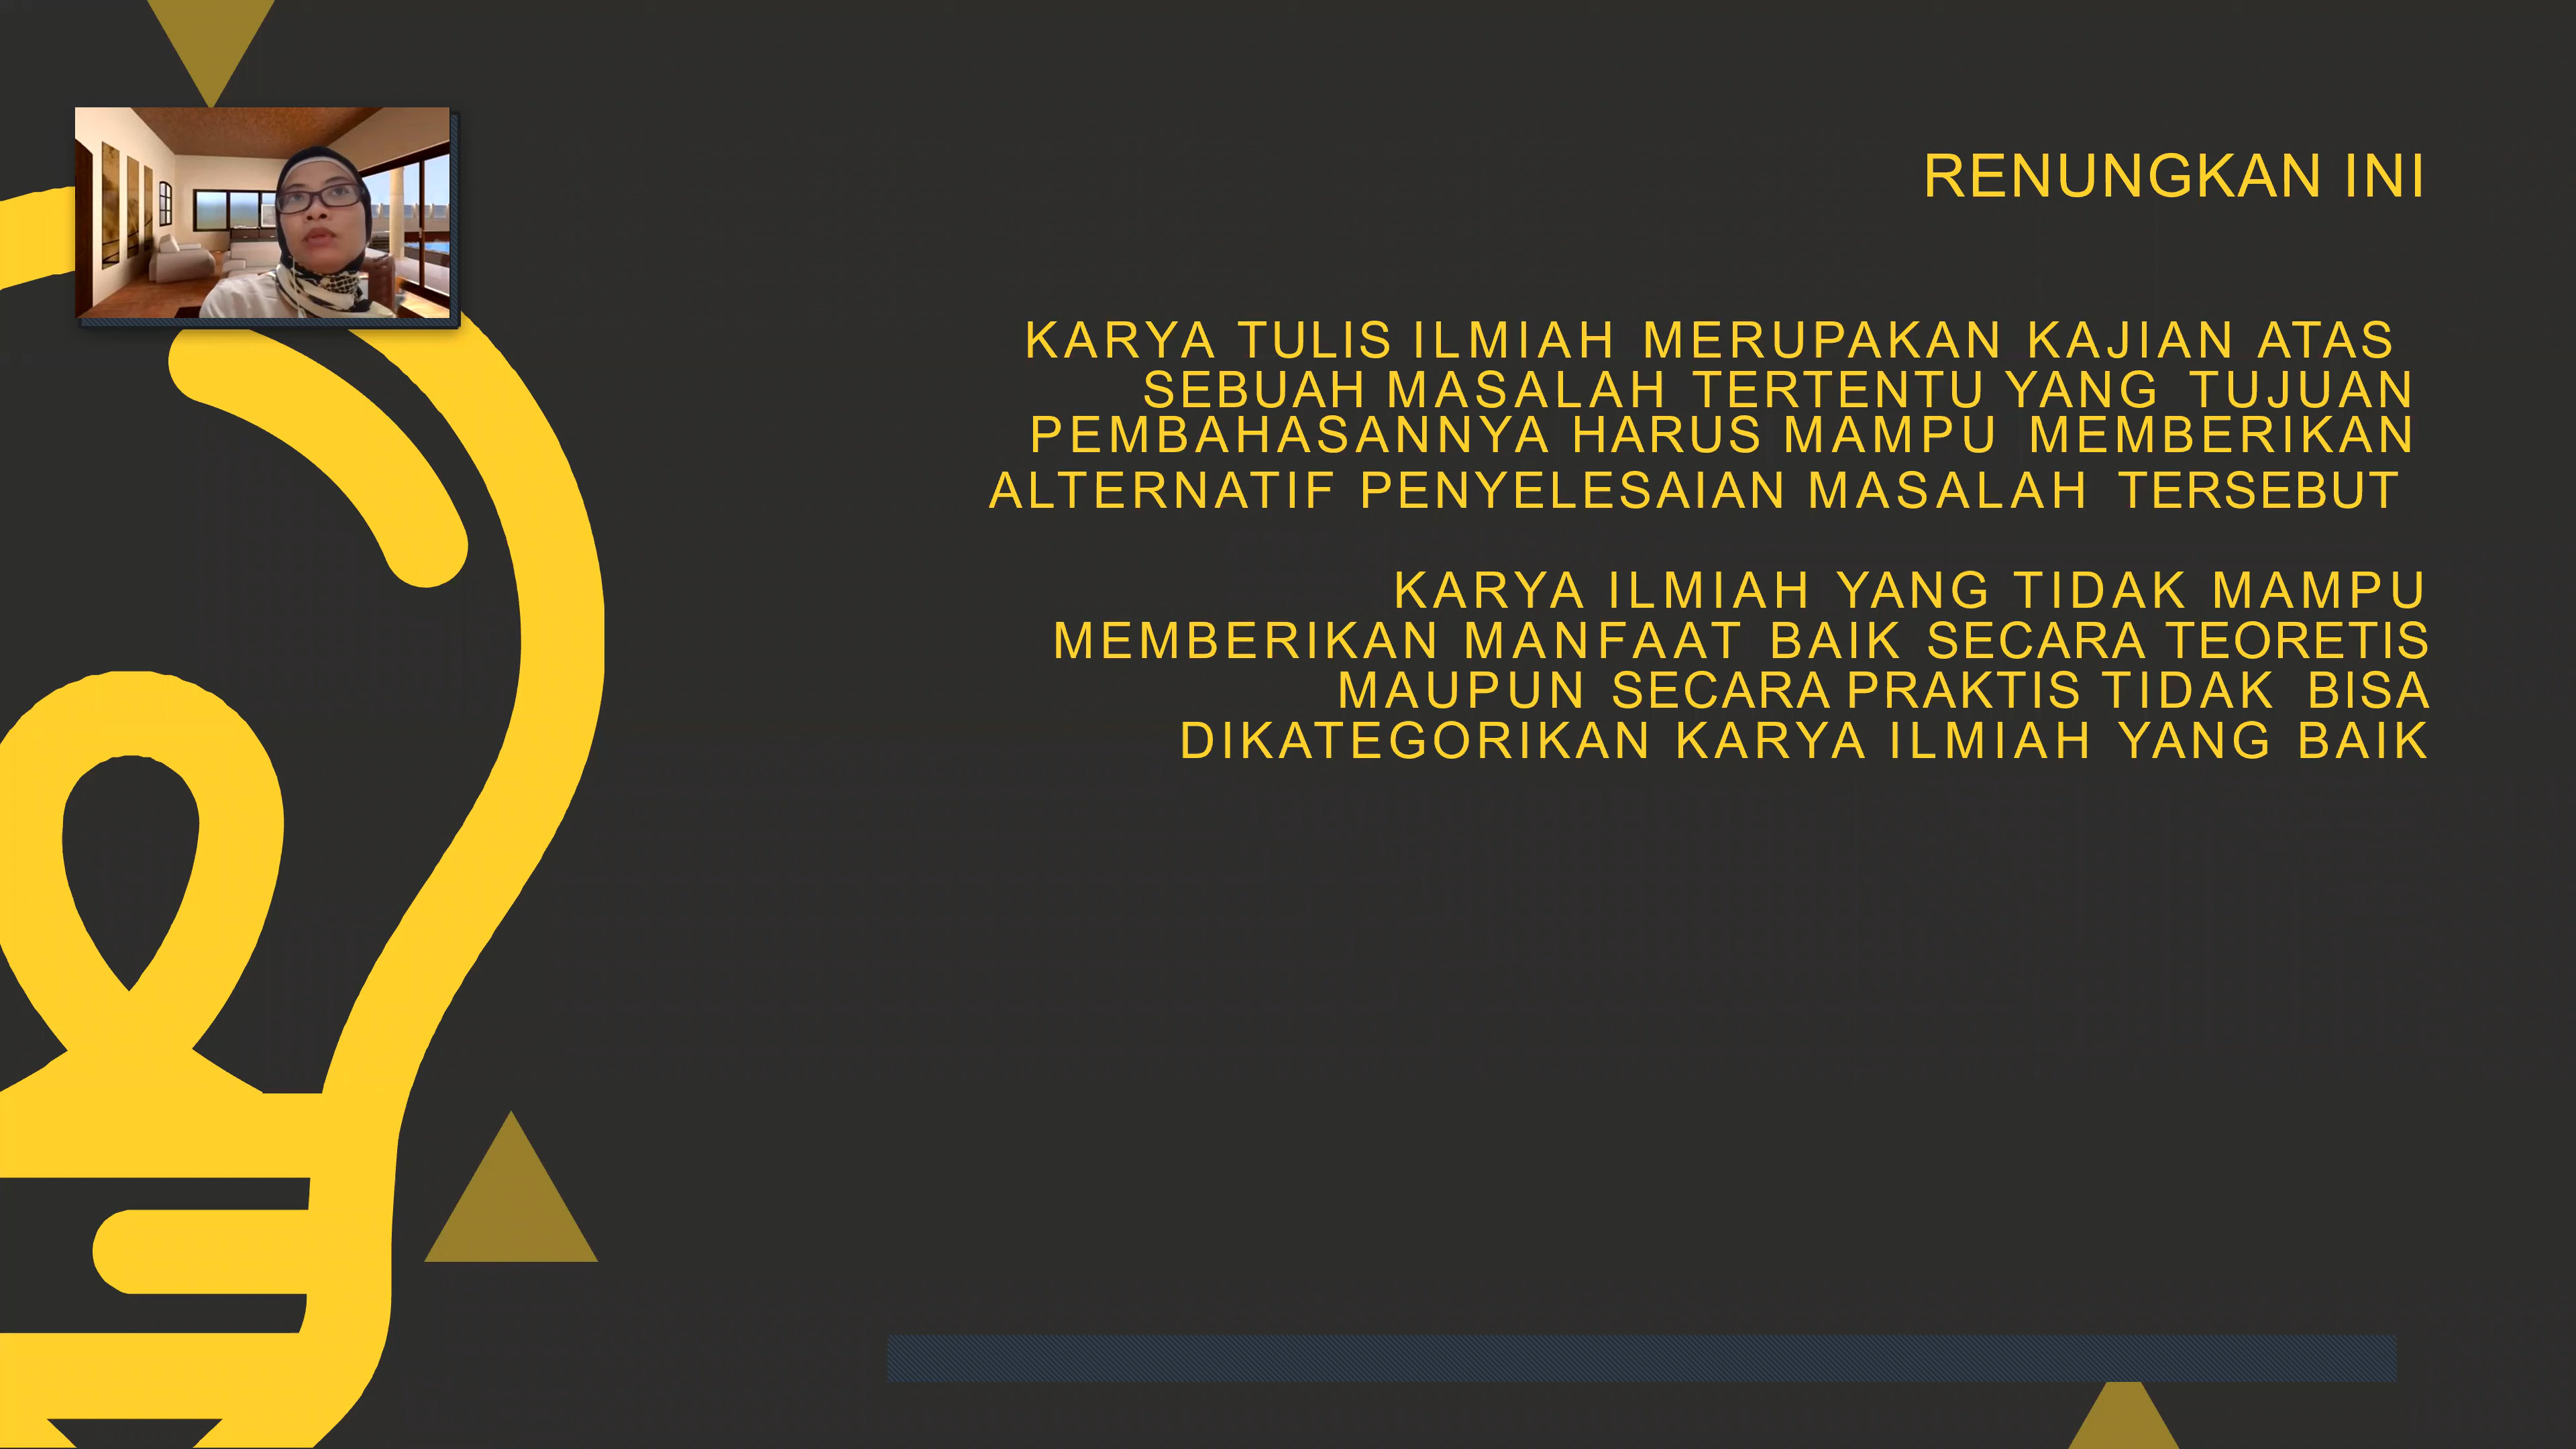 RENUNGKAN INI
KARYA TULIS ILMIAH MERUPAKAN KAJIAN ATAS
SEBUAH MASALAH TERTENTU YANG TUJUAN
PEMBAHASANNYA HARUS MAMPU MEMBERIKAN
ALTERNATIF PENYELESAIAN MASALAH TERSEBUT
KARYA ILMIAH YANG TIDAK MAMPU
MEMBERIKAN MANFAAT BAIK SECARA TEORETIS
MAUPUN SECARA PRAKTIS TIDAK BISA
DIKATEGORIKAN KARYA ILMIAH YANG BAIK